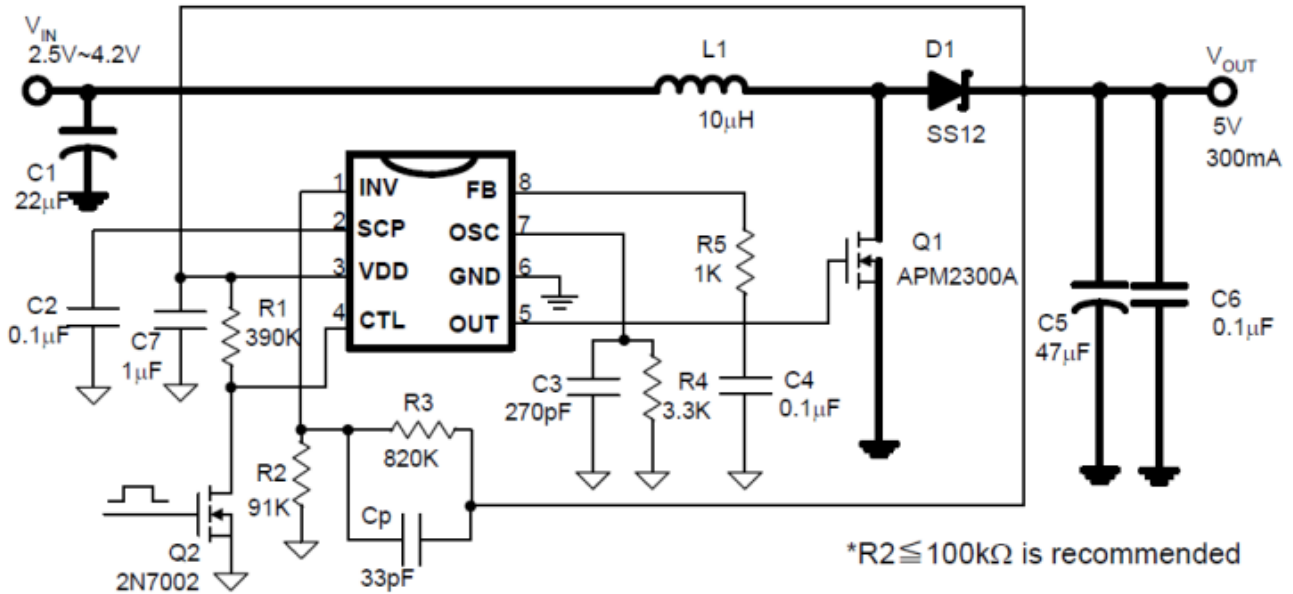 V_IN
2.5V~4.2V
L1
10μH
D1
SS12
V_OUT
5V
300mA
C1
22μF
1
INV
FB
8
2
SCP
OSC
7
3
VDD
GND
6
4
CTL
OUT
5
R5
1K
Q1
APM2300A
C2
0.1μF
C7
1μF
R1
390K
C5
47μF
C6
0.1μF
C3
270pF
R4
3.3K
C4
0.1μF
R3
820K
R2
91K
Cp
33pF
Q2
2N7002
*R2≦100kΩ is recommended